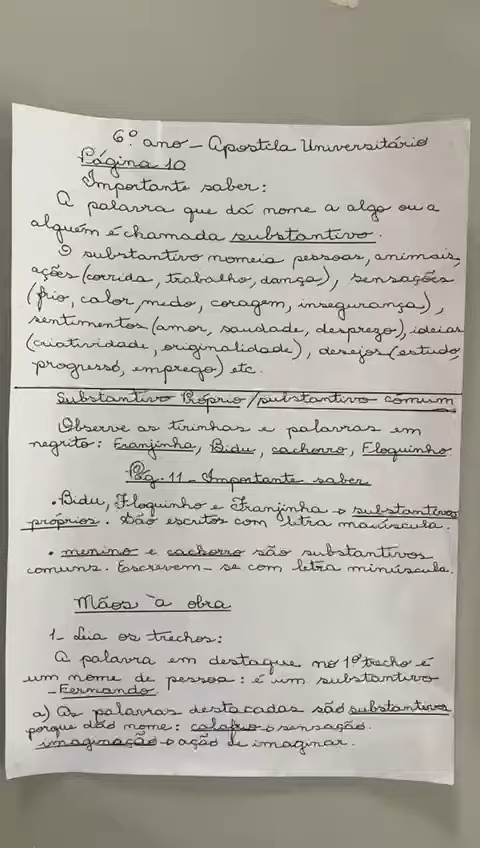 6º ano - Apostila Universitário
Página 10
Importante saber:
A palavra que dá nome a algo ou a
alguém é chamada substantivo.
O substantivo nomeia pessoas, animais,
ações (corrida, trabalho, dança), sensações
(frio, calor, medo, coragem, insegurança),
sentimentos (amor, saudade, desprezo), ideias
(criatividade, originalidade), desejos (estudo,
progresso, emprego) etc.
Substantivo Próprio/substantivo comum
Observe as tirinhas e palavras em
negrito: Franjinha, Bidu, cachorro, Floquinho.
Pg. 11 - Importante saber
• Bidu, Floquinho e Franjinha → substantivos
próprios. São escritos com letra maiúscula.
• menino e cachorro são substantivos
comuns. Escrevem-se com letra minúscula.
Mãos à obra
1- Leia os trechos:
A palavra em destaque no 1º trecho é
um nome de pessoa: é um substantivo
- Fernando
a) As palavras destacadas são substantivos
porque dão nome: calafrio → sensação.
imaginação → ação de imaginar.